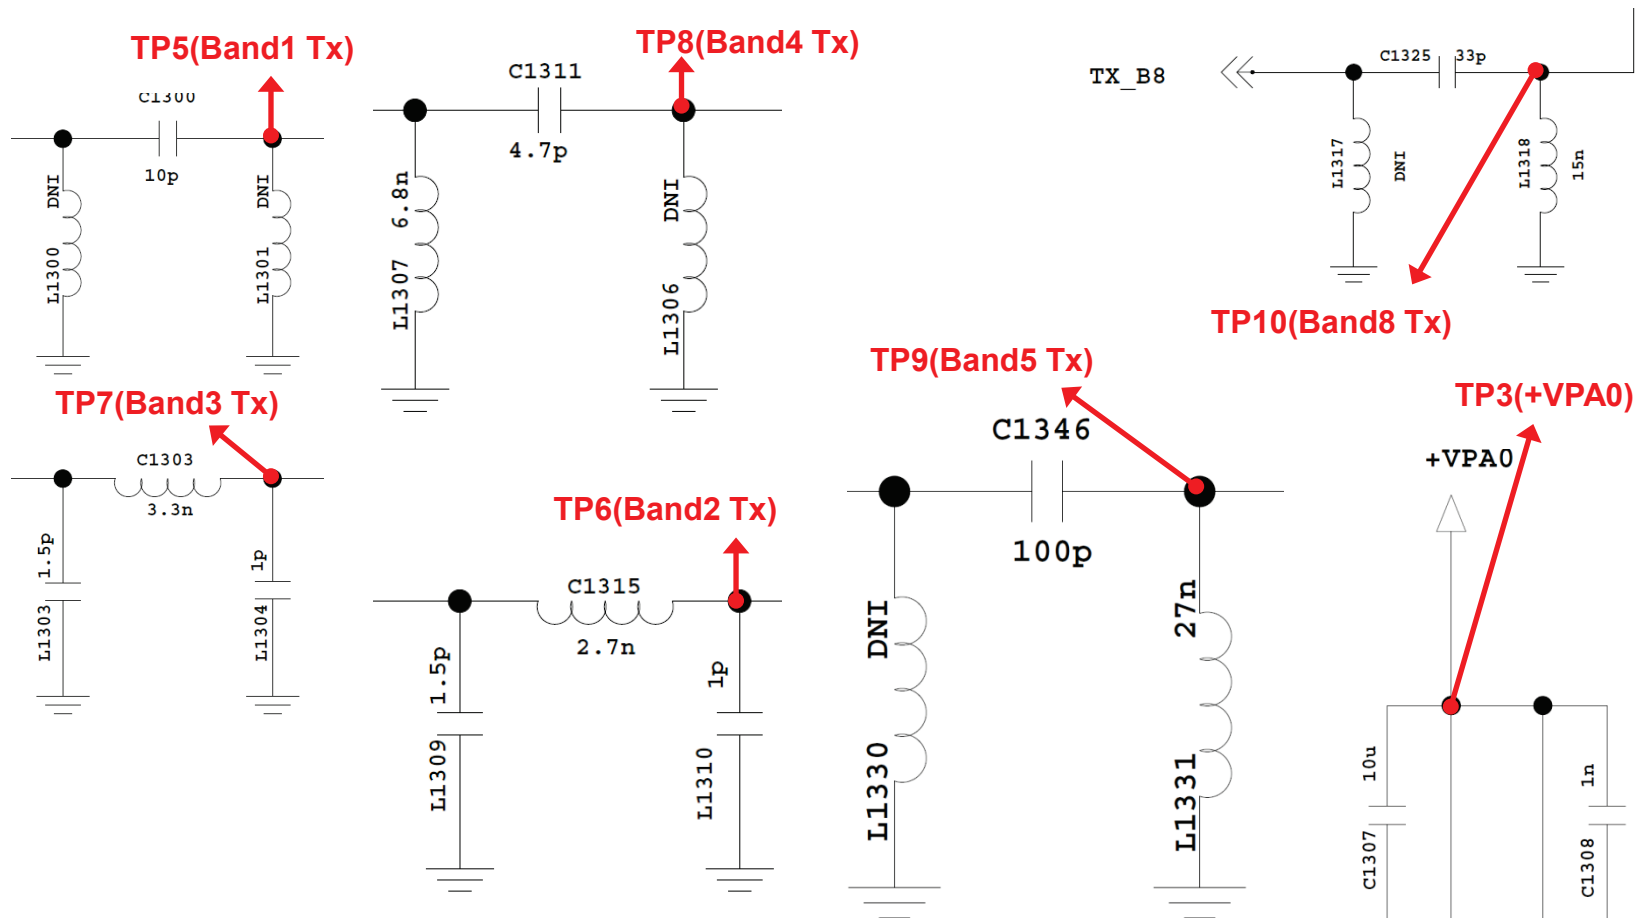 TP5(Band1 Tx)
C1300
10p
DNI
L1300
DNI
L1301
TP8(Band4 Tx)
C1311
4.7p
6.8n
L1307
DNI
L1306
TX_B8
C1325
33p
L1317
DNI
L1318
15n
TP10(Band8 Tx)
TP7(Band3 Tx)
C1303
3.3n
1.5p
L1303
1p
L1304
TP6(Band2 Tx)
C1315
2.7n
1.5p
L1309
1p
L1310
TP9(Band5 Tx)
C1346
100p
DNI
L1330
27n
L1331
TP3(+VPA0)
+VPA0
10u
C1307
1n
C1308